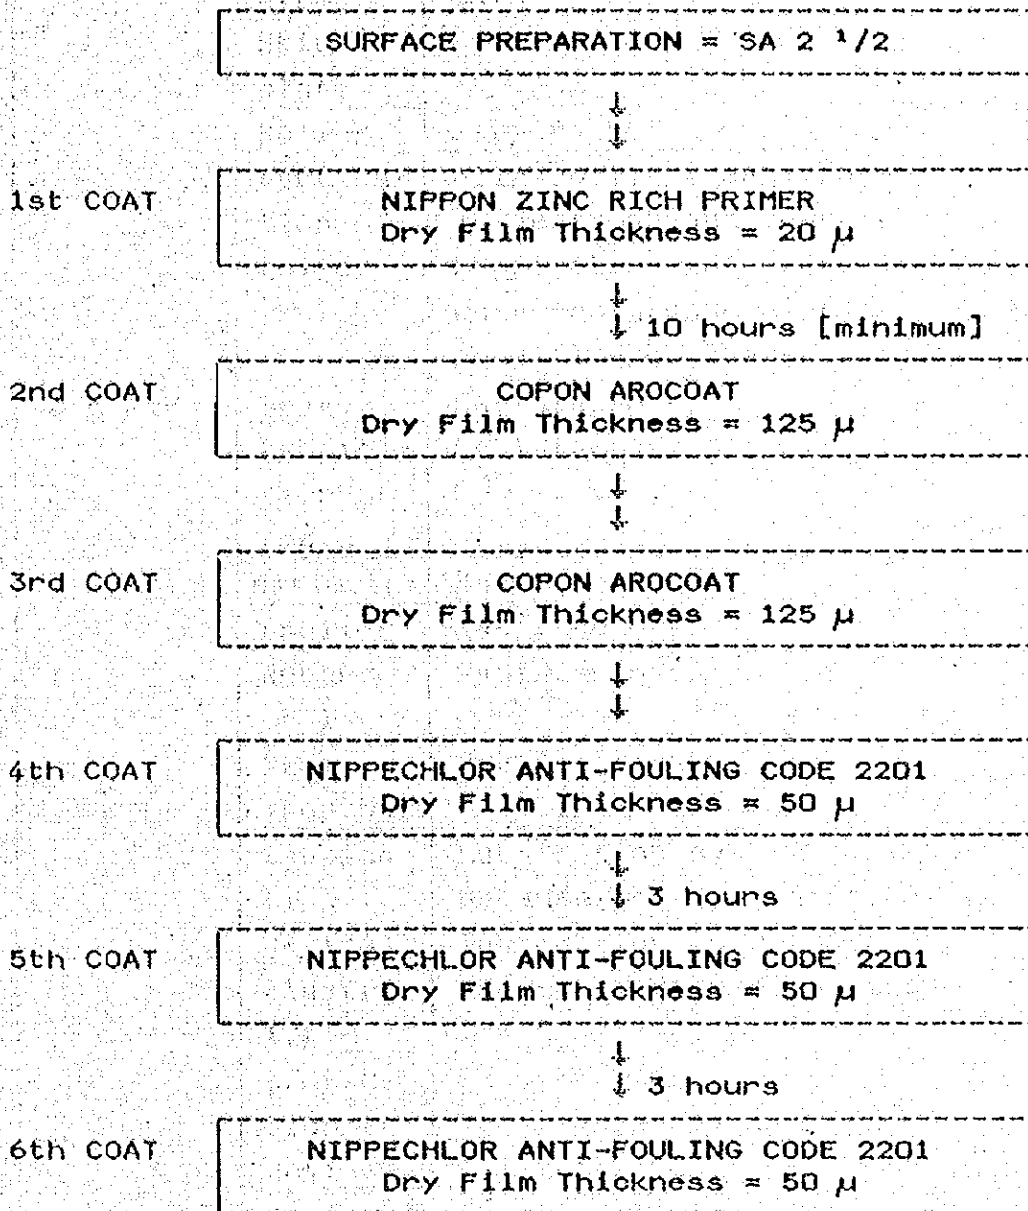 SURFACE PREPARATION = SA 2 ¹/2
↓
↓
1st COAT NIPPON ZINC RICH PRIMER
Dry Film Thickness = 20 μ
↓
↓ 10 hours [minimum]
2nd COAT COPON AROCOAT
Dry Film Thickness = 125 μ
↓
↓
3rd COAT COPON AROCOAT
Dry Film Thickness = 125 μ
↓
↓
4th COAT NIPPECHLOR ANTI-FOULING CODE 2201
Dry Film Thickness = 50 μ
↓
↓ 3 hours
5th COAT NIPPECHLOR ANTI-FOULING CODE 2201
Dry Film Thickness = 50 μ
↓
↓ 3 hours
6th COAT NIPPECHLOR ANTI-FOULING CODE 2201
Dry Film Thickness = 50 μ